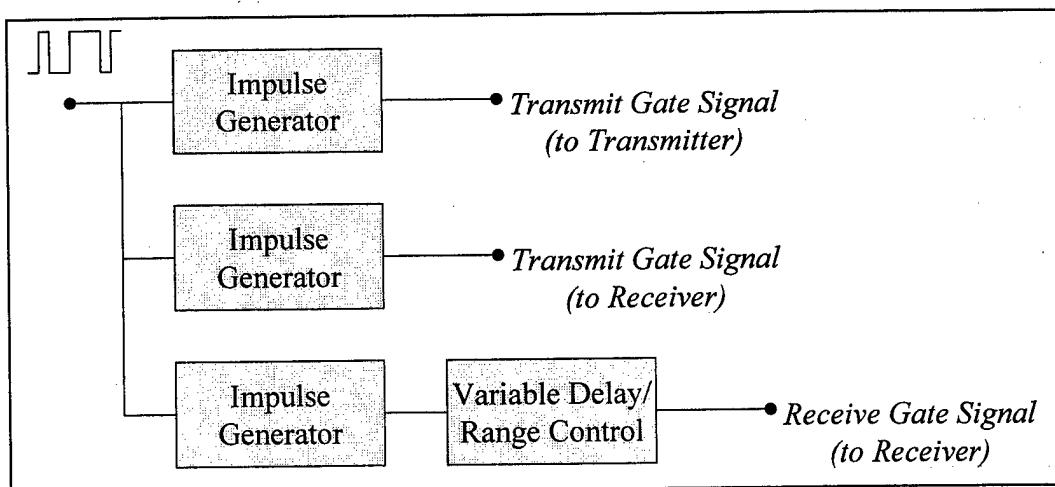 Impulse
Generator
Transmit Gate Signal
(to Transmitter)
Impulse
Generator
Transmit Gate Signal
(to Receiver)
Impulse
Generator
Variable Delay/
Range Control
Receive Gate Signal
(to Receiver)